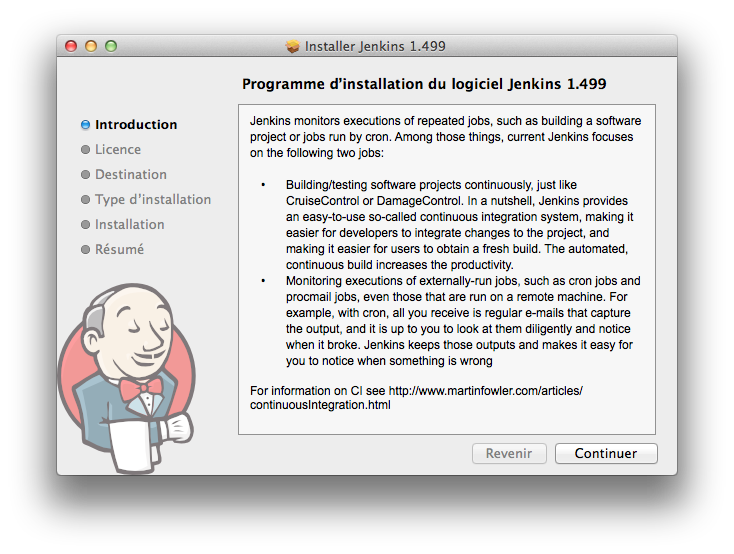 Installer Jenkins 1.499
Programme d'installation du logiciel Jenkins 1.499
Introduction
Licence
Destination
Type d'installation
Installation
Résumé
Jenkins monitors executions of repeated jobs, such as building a software
project or jobs run by cron. Among those things, current Jenkins focuses
on the following two jobs:
• Building/testing software projects continuously, just like
CruiseControl or DamageControl. In a nutshell, Jenkins provides
an easy-to-use so-called continuous integration system, making it
easier for developers to integrate changes to the project, and
making it easier for users to obtain a fresh build. The automated,
continuous build increases the productivity.
• Monitoring executions of externally-run jobs, such as cron jobs and
procmail jobs, even those that are run on a remote machine. For
example, with cron, all you receive is regular e-mails that capture
the output, and it is up to you to look at them diligently and notice
when it broke. Jenkins keeps those outputs and makes it easy for
you to notice when something is wrong
For information on CI see http://www.martinfowler.com/articles/
continuousIntegration.html
Revenir
Continuer